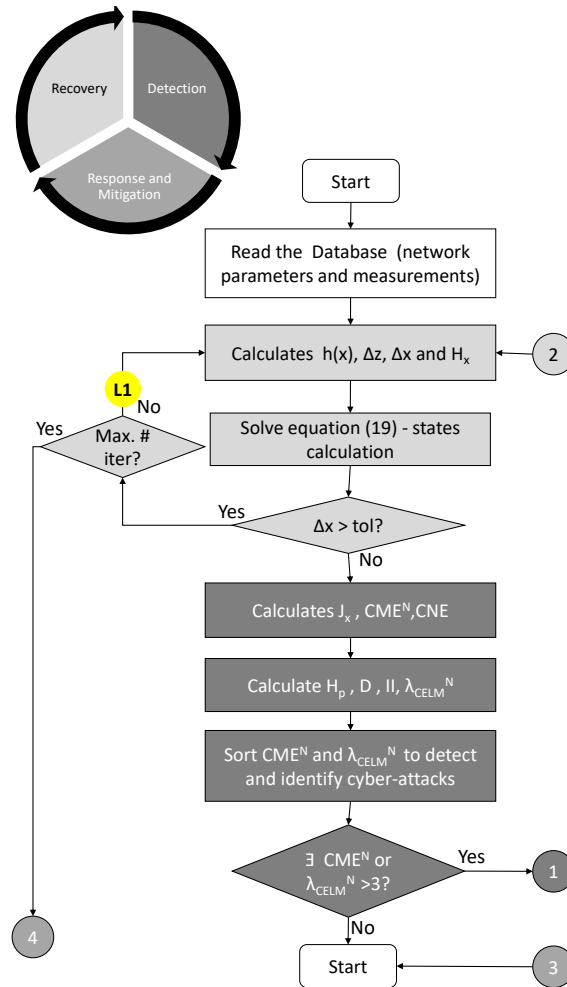 Recovery
Detection
Response and
Mitigation
Start
Read the Database (network
parameters and measurements)
Calculates h(x), Δz, Δx and Hₓ
2
L1
No
Yes
Max. #
iter?
Solve equation (19) - states
calculation
Yes
Δx > tol?
No
Calculates Jₓ , CMEᴺ,CNE
Calculate Hₚ , D , II, λ_CELMᴺ
Sort CMEᴺ and λ_CELMᴺ to detect
and identify cyber-attacks
∃ CMEᴺ or
λ_CELMᴺ >3?
Yes
1
No
4
Start
3